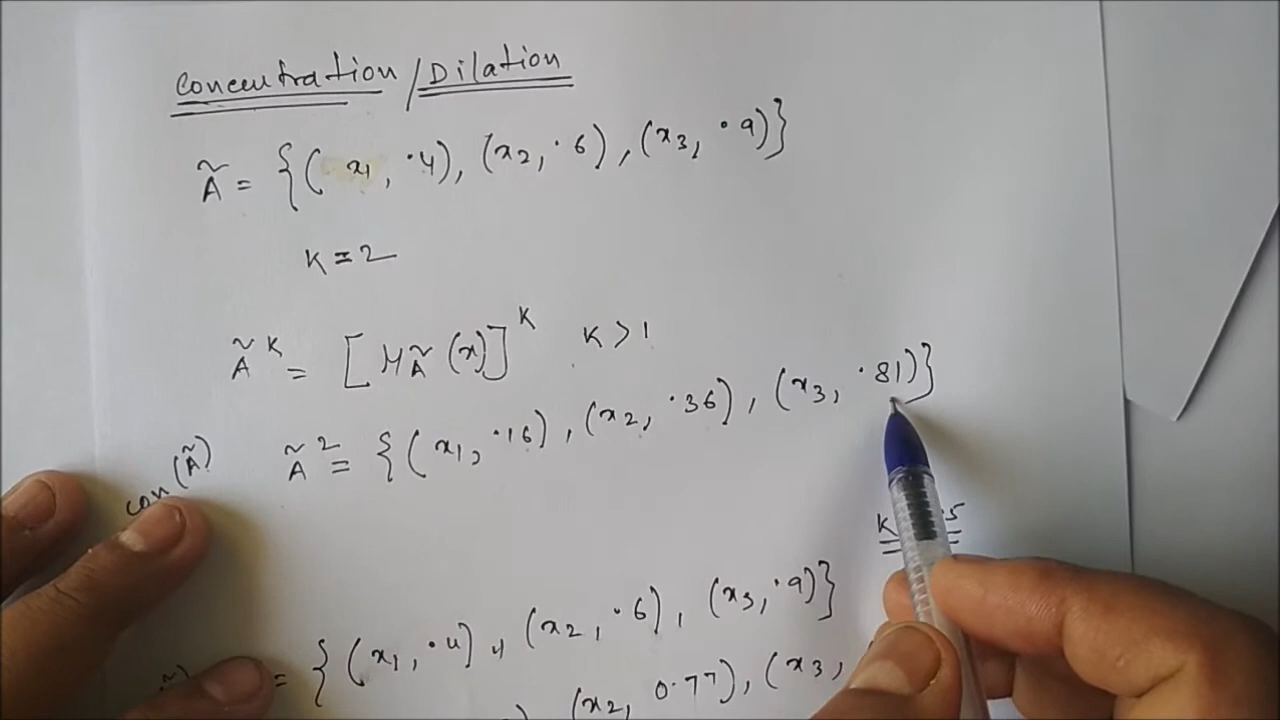 Concentration / Dilation
Ã = {( x₁, ·4), (x₂, ·6), (x₃, ·9)}
K = 2
Ã ᴷ = [μÃ (x)]ᴷ K > 1
con(Ã) Ã ² = {(x₁, ·16), (x₂, ·36), (x₃, ·81)}
K ·5
= {(x₁, ·4), (x₂, ·6), (x₃, ·9)}
(x₂, 0·77), (x₃,